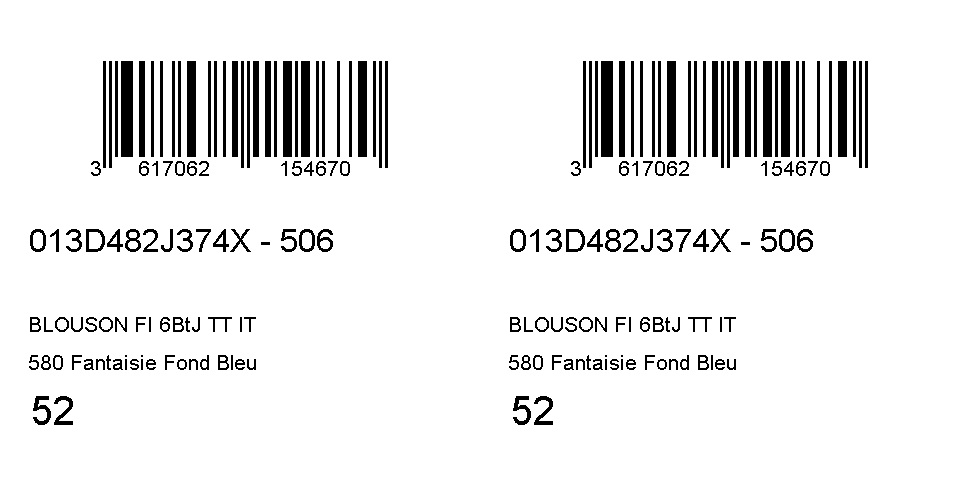 3 617062 154670
013D482J374X - 506
BLOUSON FI 6BtJ TT IT
580 Fantaisie Fond Bleu
52
3 617062 154670
013D482J374X - 506
BLOUSON FI 6BtJ TT IT
580 Fantaisie Fond Bleu
52